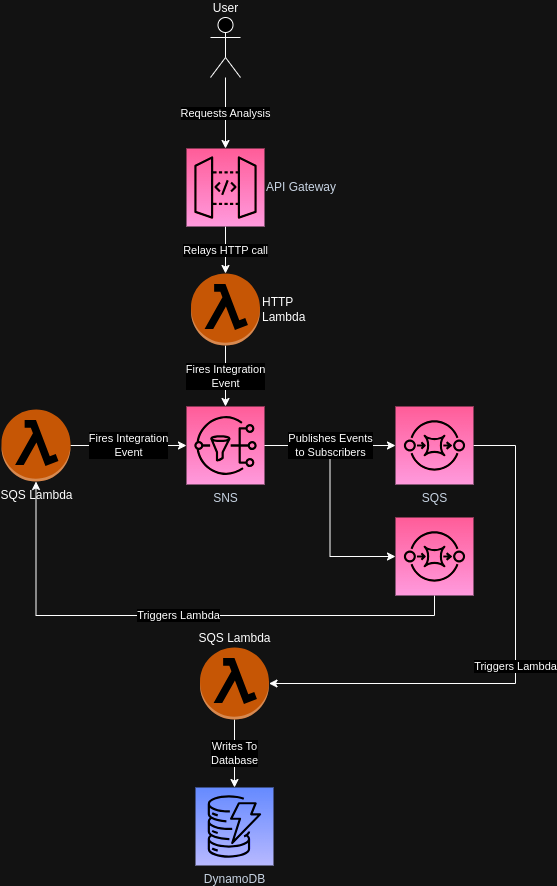 User
Requests Analysis
API Gateway
Relays HTTP call
HTTP
Lambda
Fires Integration
Event
Fires Integration
Event
Publishes Events
to Subscribers
SQS Lambda
SNS
SQS
Triggers Lambda
SQS Lambda
Triggers Lambda
Writes To
Database
DynamoDB